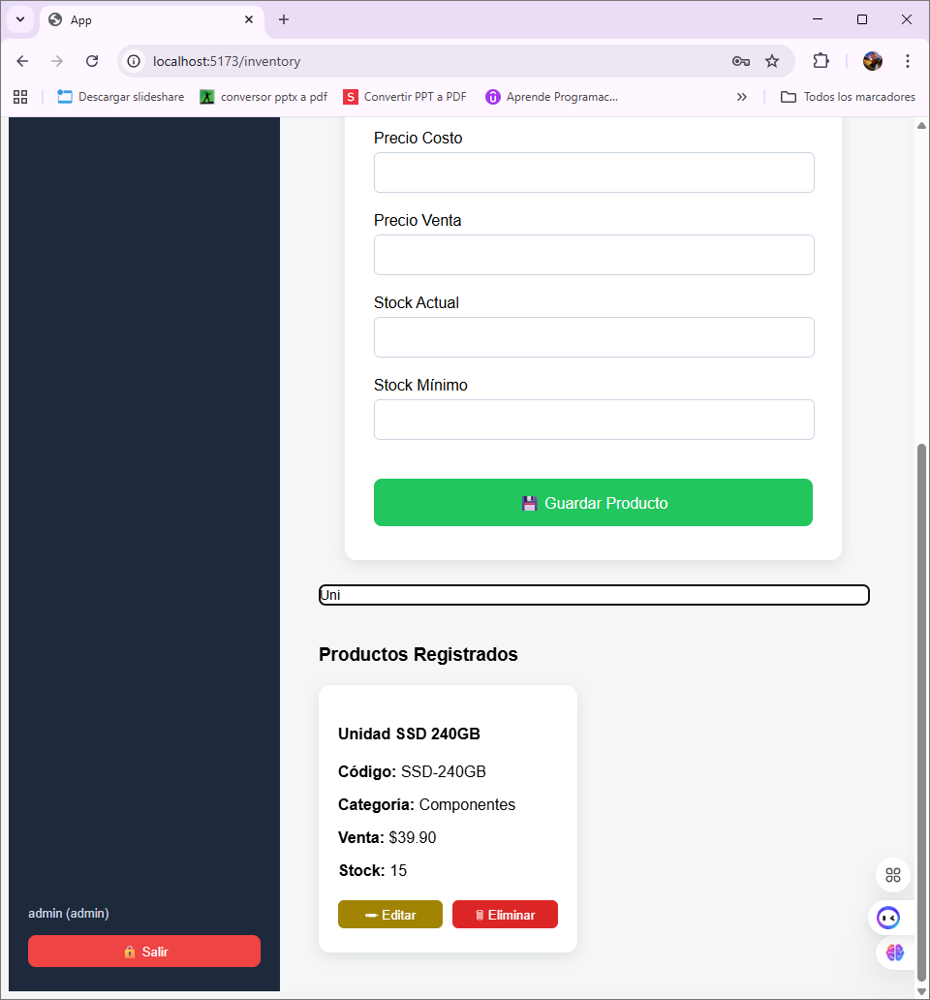 App
localhost:5173/inventory
Descargar slideshare
conversor pptx a pdf
S Convertir PPT a PDF
Aprende Programac...
Todos los marcadores
Precio Costo
Precio Venta
Stock Actual
Stock Mínimo
Guardar Producto
Uni
Productos Registrados
Unidad SSD 240GB
Código: SSD-240GB
Categoría: Componentes
Venta: $39.90
Stock: 15
Editar
Eliminar
admin (admin)
Salir